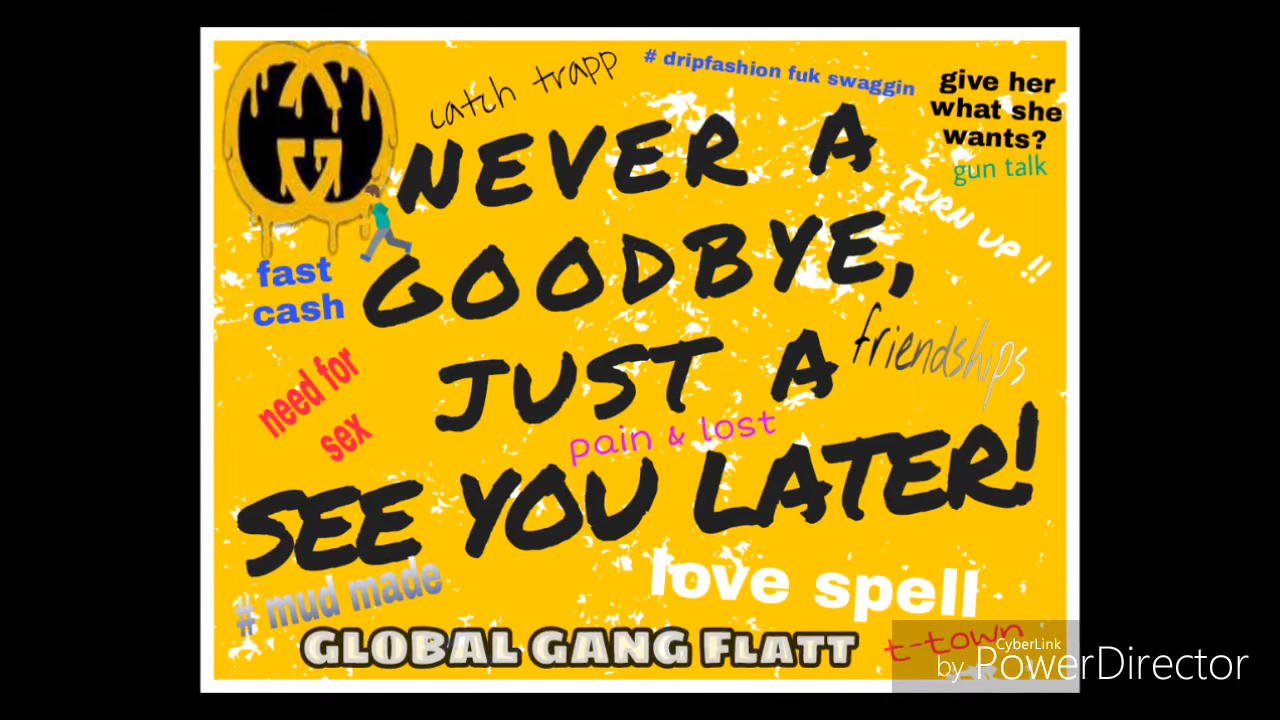 catch trapp
# dripfashion fuk swaggin
give her
what she
wants?
gun talk
TURN UP !!
NEVER A
GOODBYE,
JUST A
SEE YOU LATER!
fast
cash
friendships
need for
sex
pain & lost
# mud made
love spell
GLOBAL GANG FLATT
t-town
CyberLink
by PowerDirector